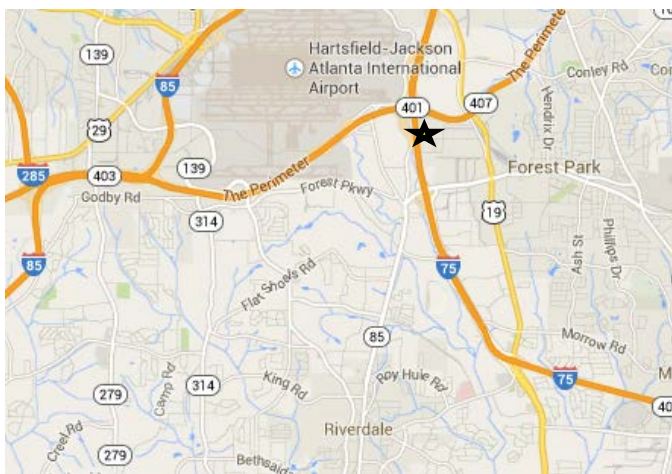 139
85
Hartsfield-Jackson
Atlanta International
Airport
The Perimeter
Conley Rd
401
407
29
Hendrix Dr
285
403
139
The Perimeter
Forest Pkwy
Forest Park
Godby Rd
314
19
85
75
Ash St
Phillips Dr
Flat Shoals Rd
85
Morrow Rd
279
Camp Rd
314
King Rd
Roy Huie Rd
75
Creel Rd
Riverdale
279